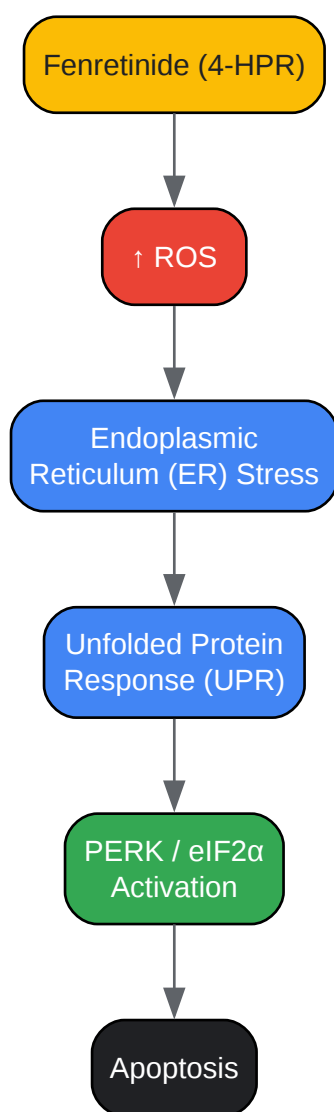 Fenretinide (4-HPR)
↑ ROS
Endoplasmic
Reticulum (ER) Stress
Unfolded Protein
Response (UPR)
PERK / eIF2α
Activation
Apoptosis